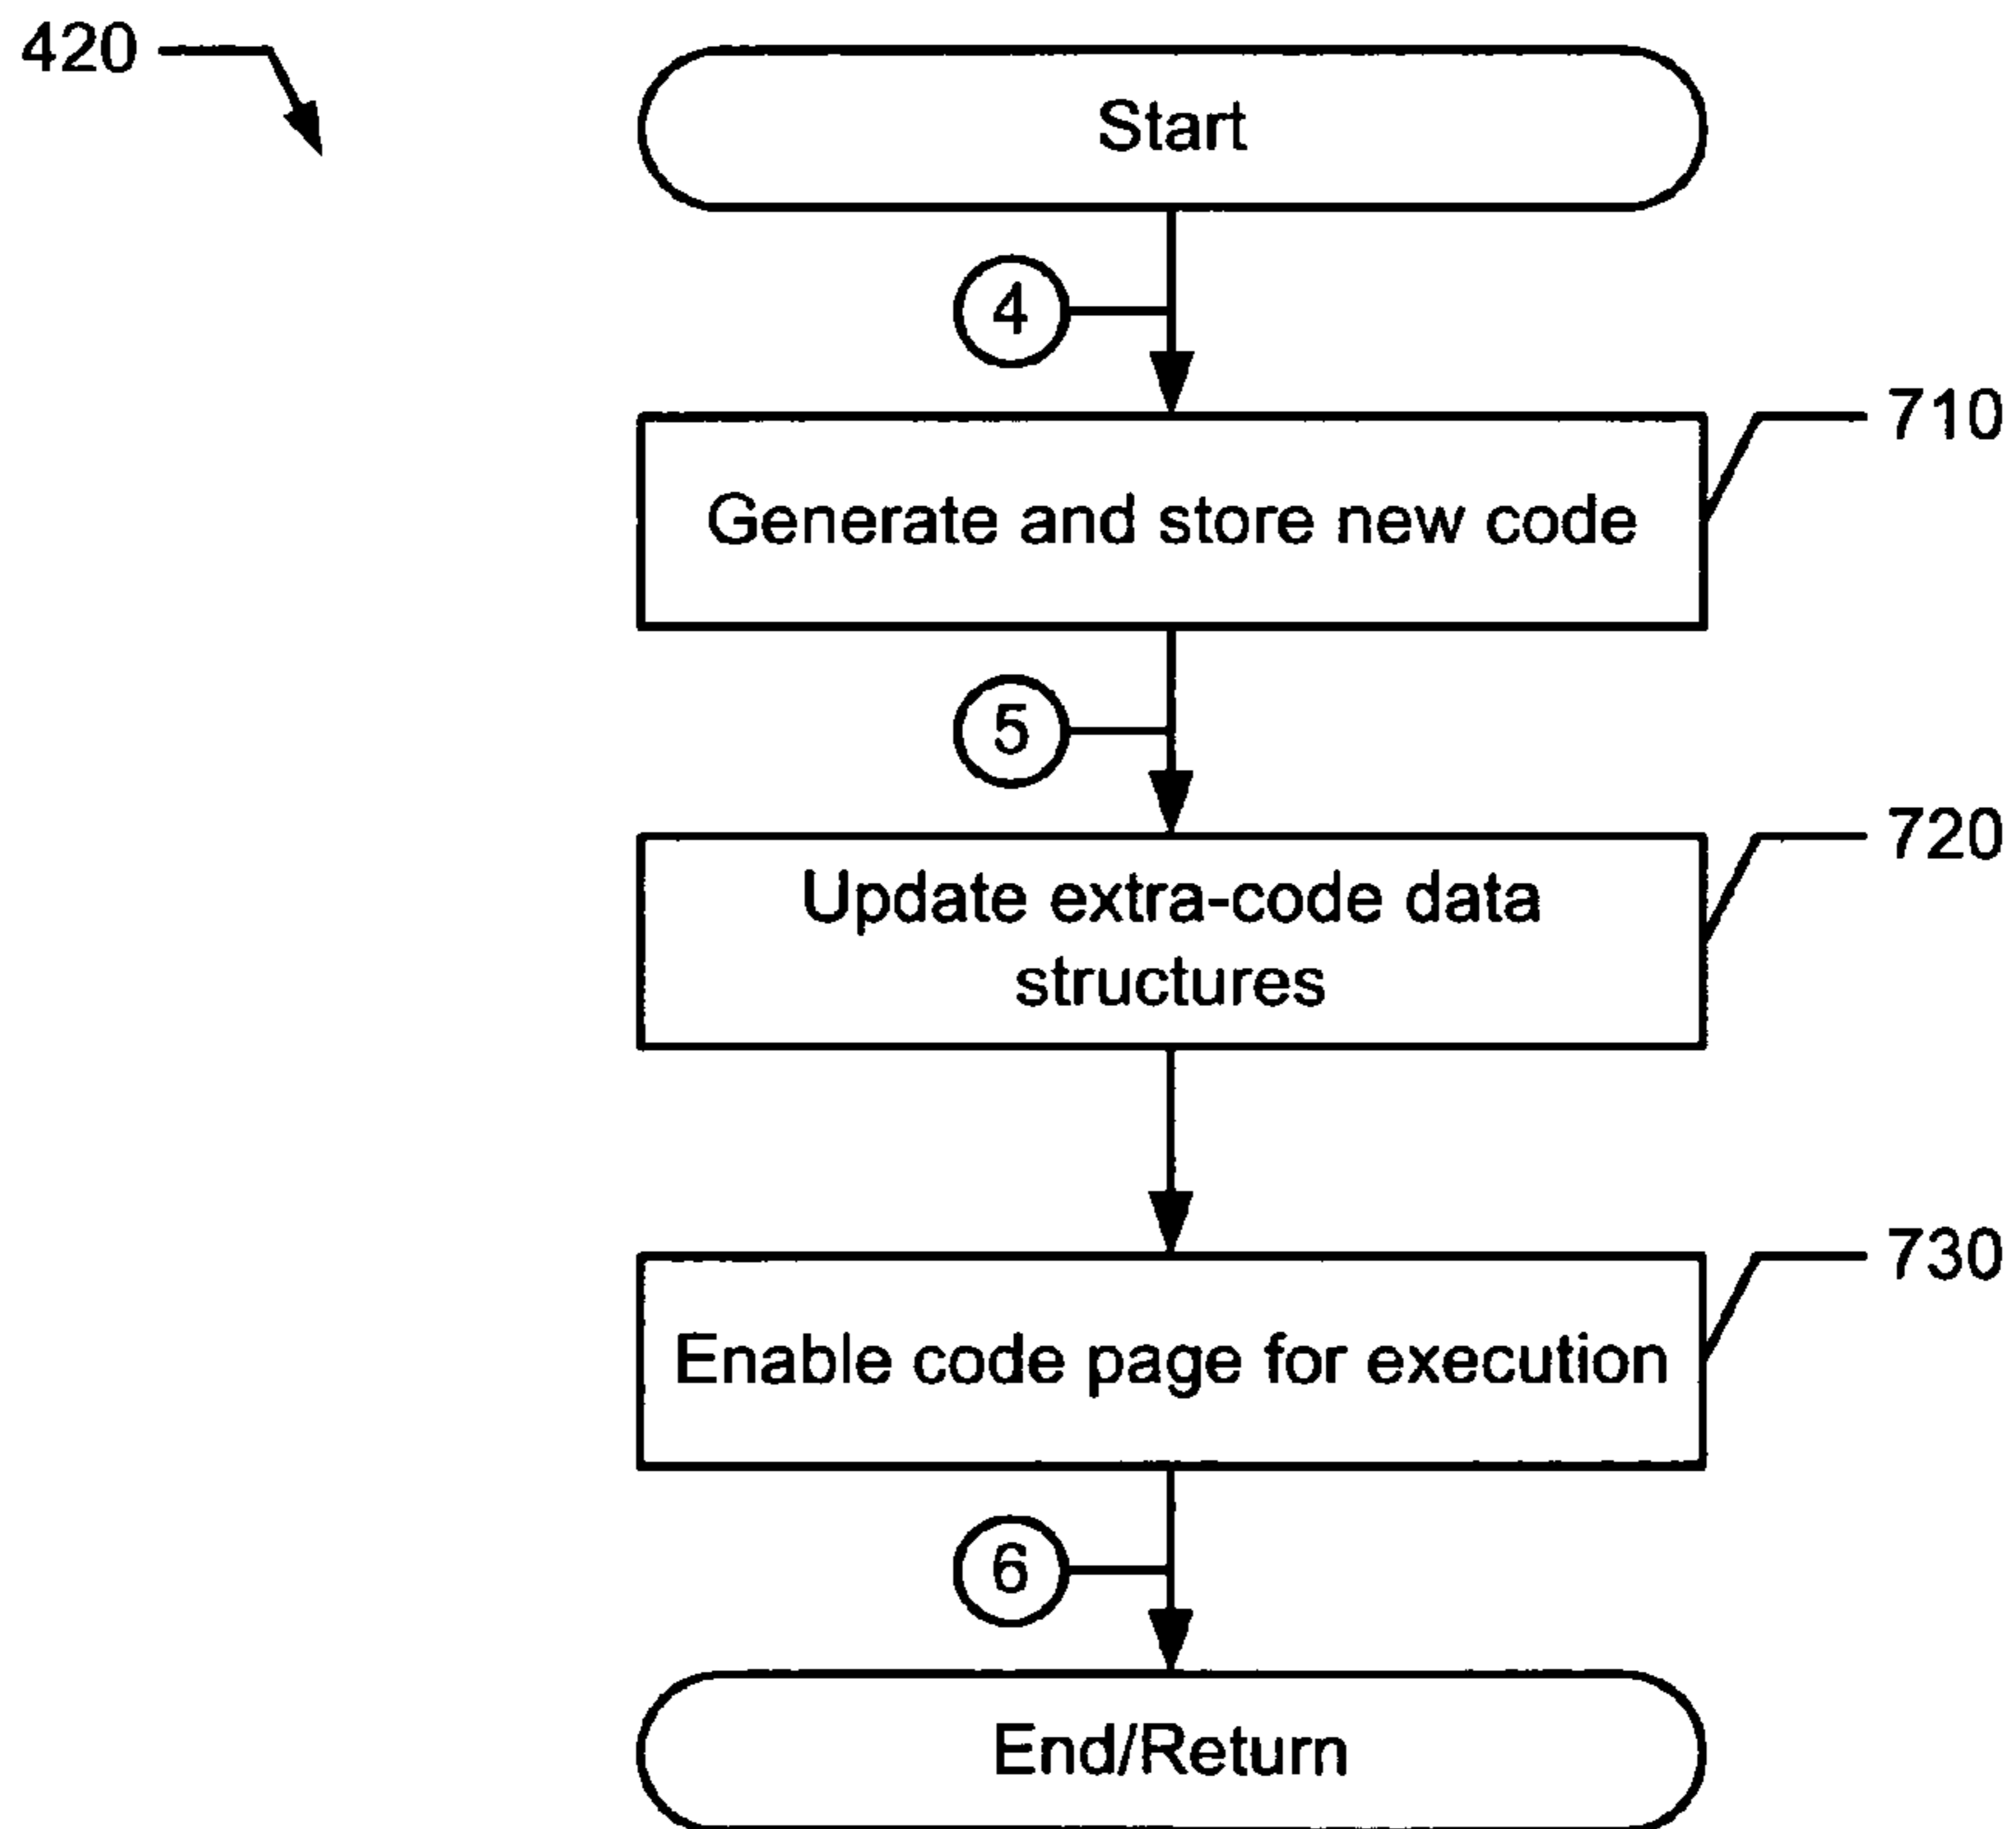 420
Start
4
710
Generate and store new code
5
720
Update extra-code data
structures
730
Enable code page for execution
6
End/Return